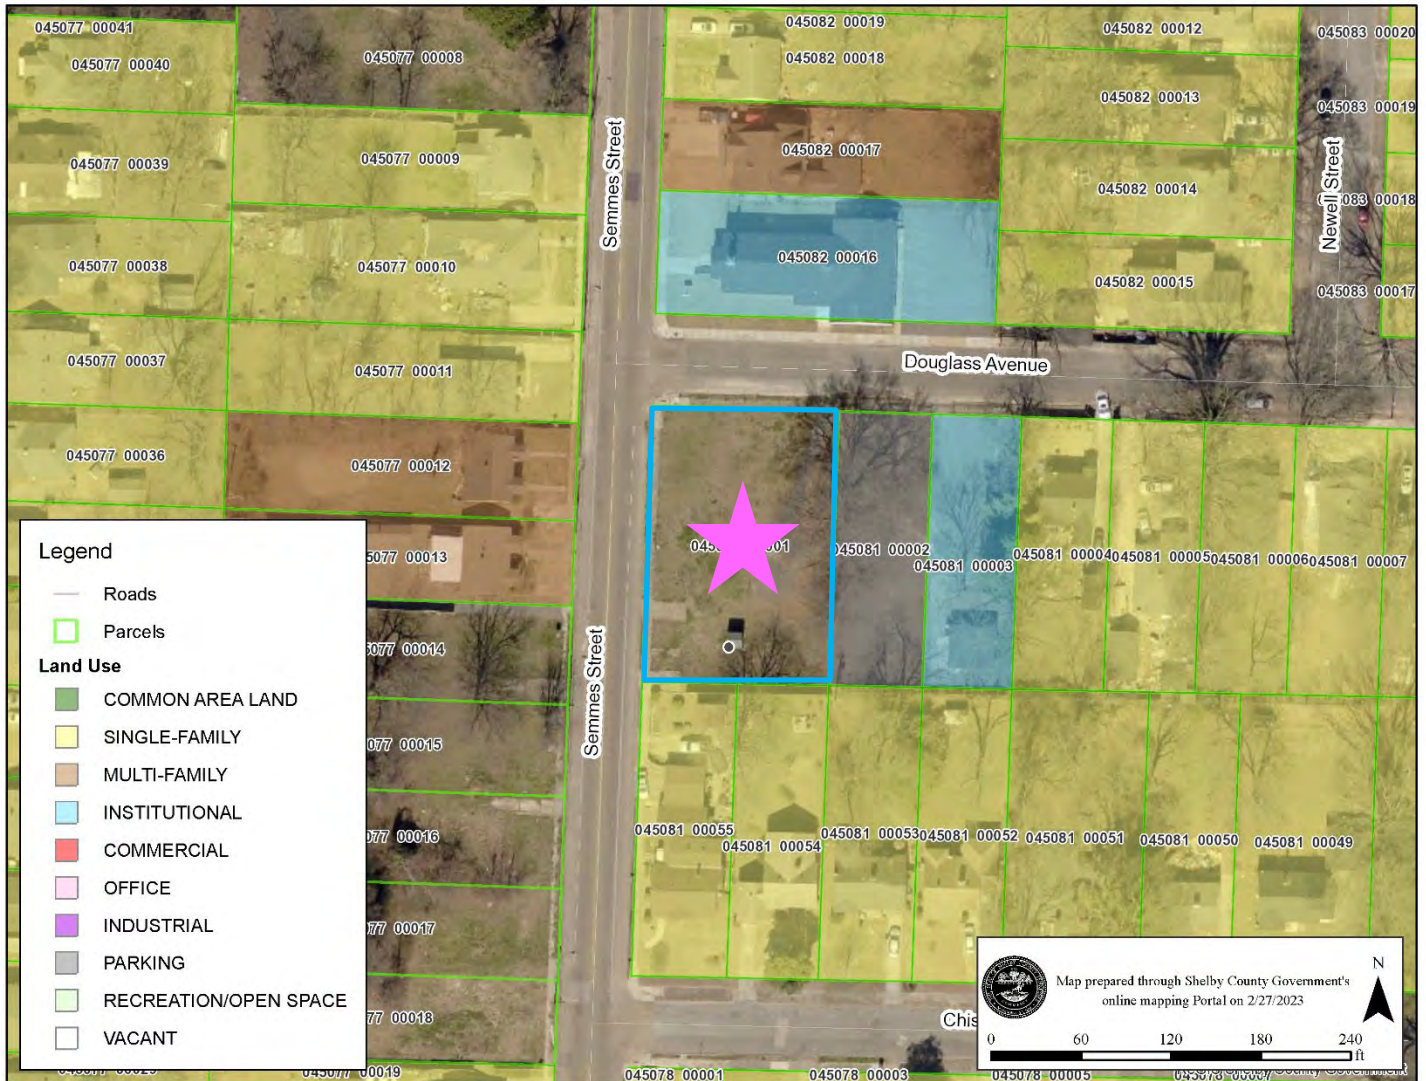 045077 00041
045077 00040
045077 00008
045082 00019
045082 00018
045082 00012
045083 00020
045082 00013
045083 00019
045077 00039
045077 00009
Semmes Street
045082 00017
045082 00014
Newell Street
083 00018
045077 00038
045077 00010
045082 00016
045082 00015
045083 00017
045077 00037
045077 00011
Douglass Avenue
045077 00036
045077 00012
5077 00013
045081 00002
045081 00003
045081 00004
045081 00005
045081 00006
045081 00007
5077 00014
Semmes Street
077 00015
77 00016
77 00017
77 00018
045081 00055
045081 00054
045081 00053
045081 00052
045081 00051
045081 00050
045081 00049
Legend
Roads
Parcels
Land Use
COMMON AREA LAND
SINGLE-FAMILY
MULTI-FAMILY
INSTITUTIONAL
COMMERCIAL
OFFICE
INDUSTRIAL
PARKING
RECREATION/OPEN SPACE
VACANT
Chis
Map prepared through Shelby County Government's
online mapping Portal on 2/27/2023
N
0 60 120 180 240
ft
045077 00019
045078 00001
045078 00003
045078 00005